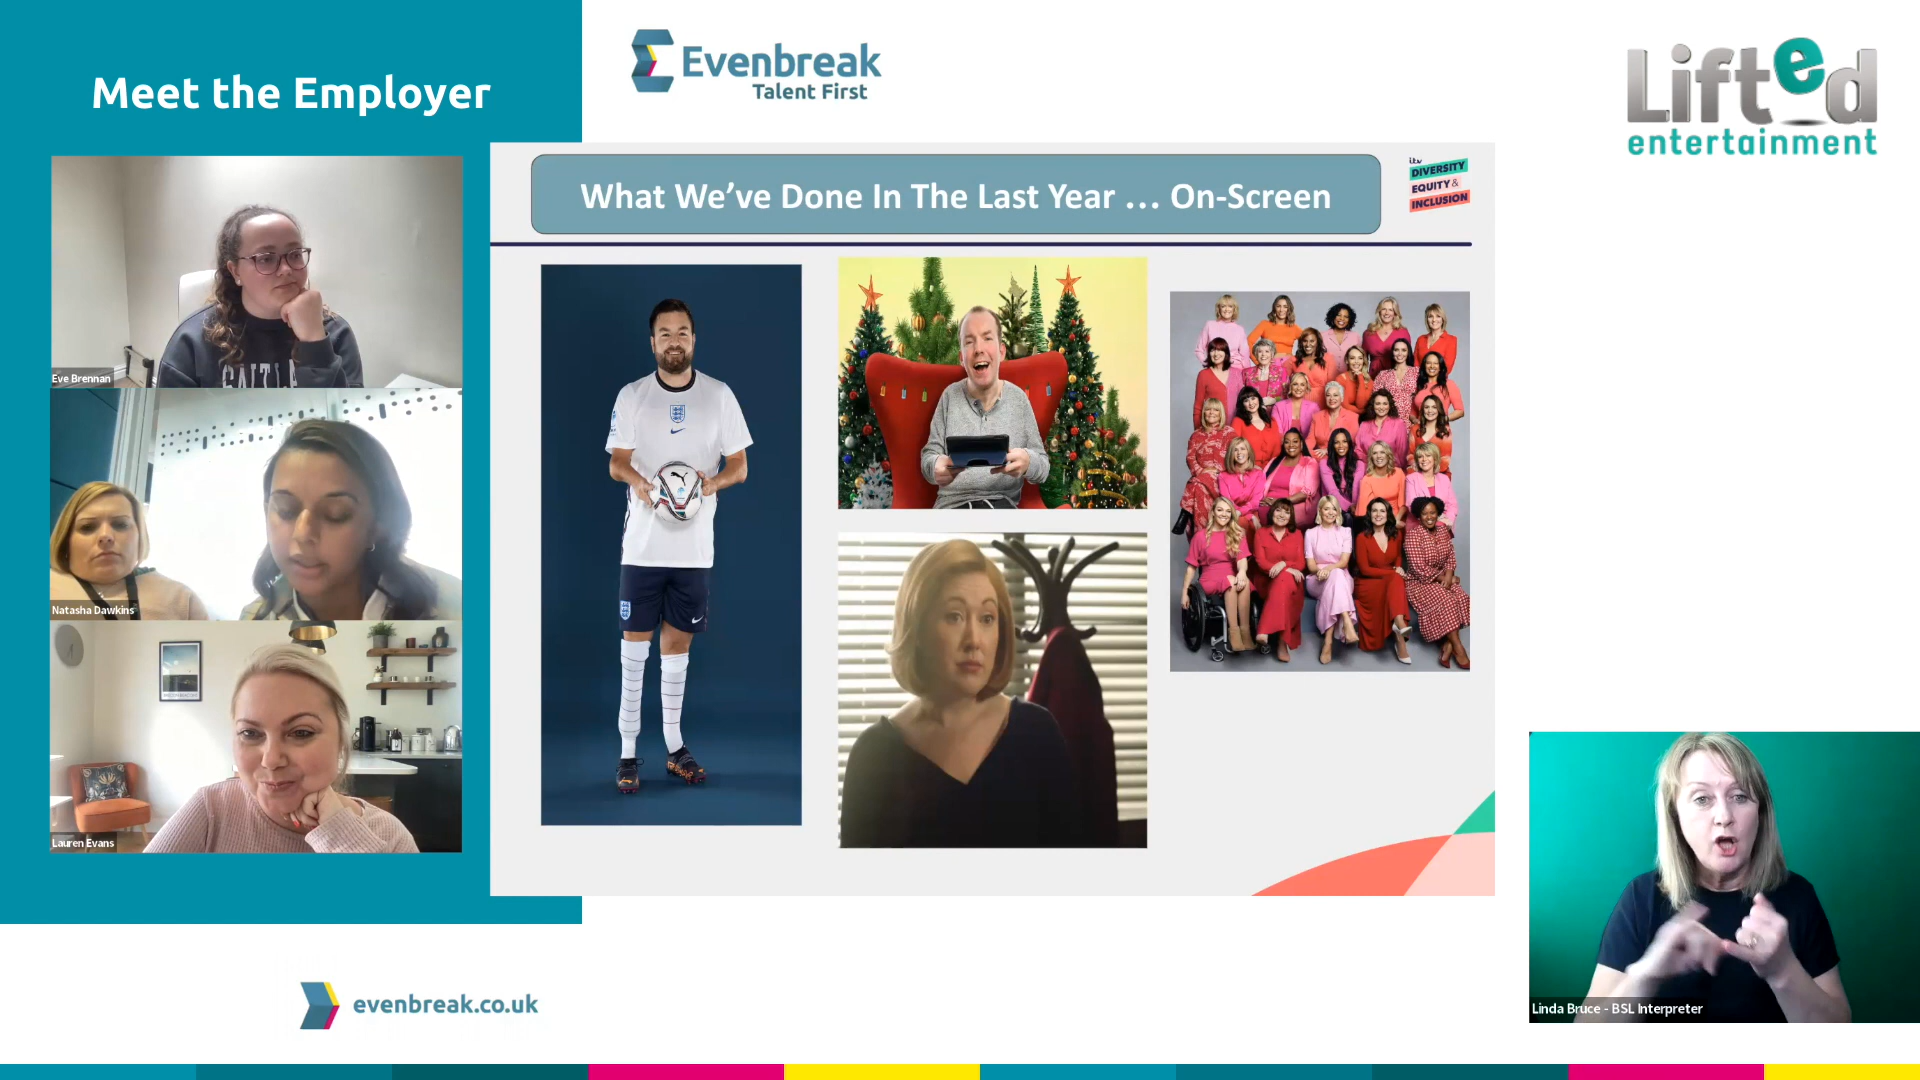 Meet the Employer
Evenbreak
Talent First
Lifted
entertainment
What We've Done In The Last Year ... On-Screen
itv
DIVERSITY
EQUITY &
INCLUSION
Eve Brennan
Natasha Dawkins
Lauren Evans
Linda Bruce - BSL Interpreter
evenbreak.co.uk